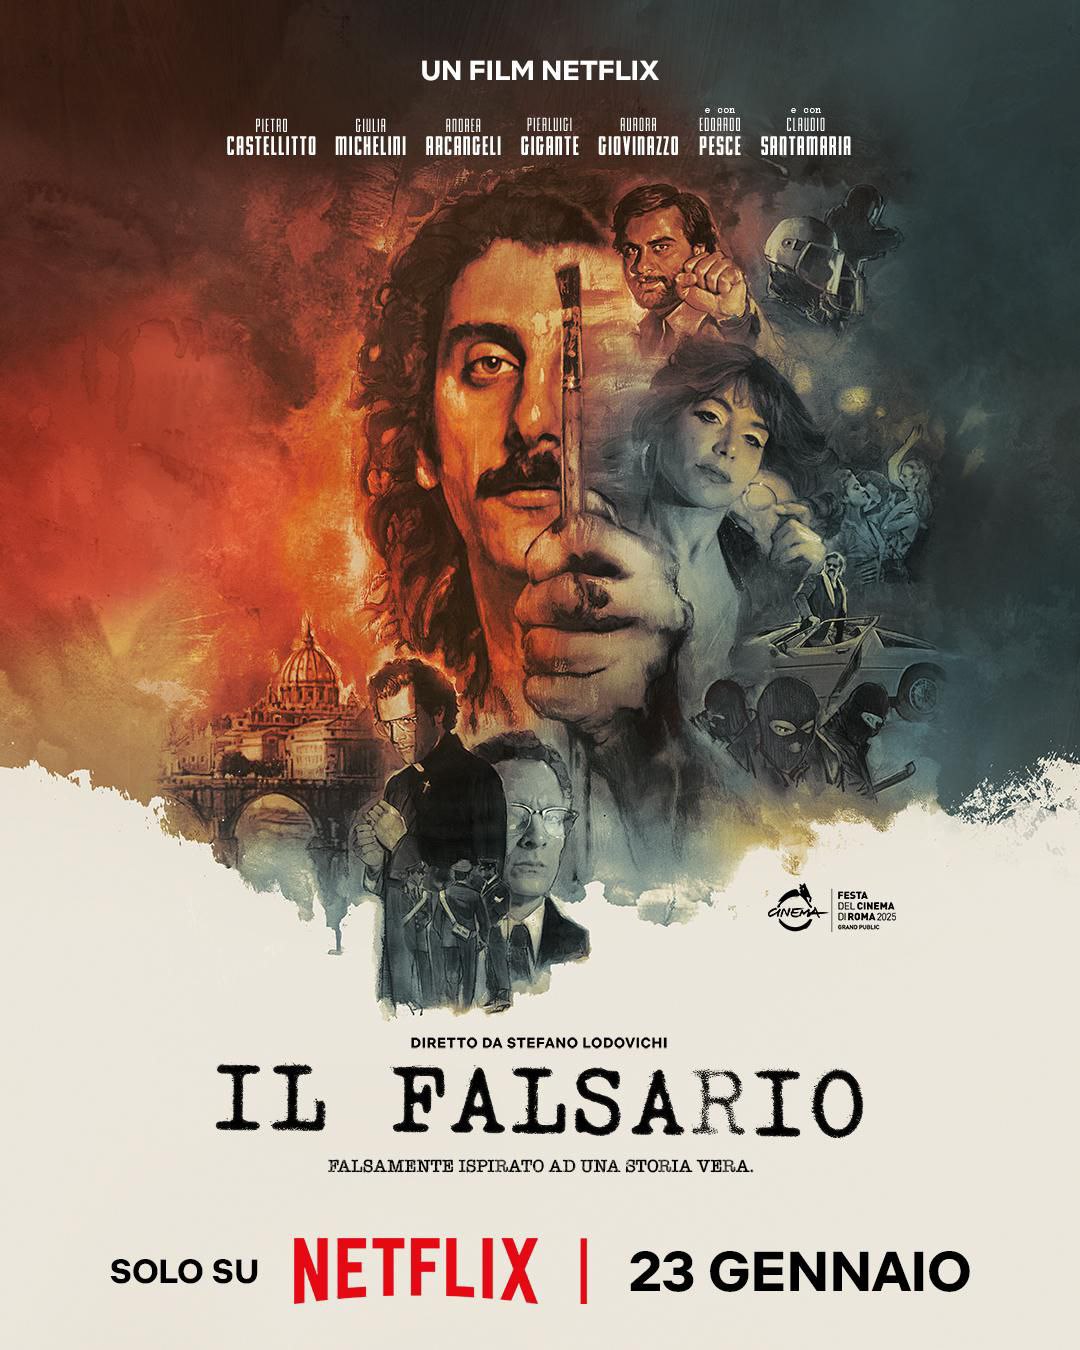 UN FILM NETFLIX
PIETRO CASTELLITTO
GIULIA MICHELINI
ANDREA ARCANGELI
PIERLUIGI GIGANTE
AURORA GIOVINAZZO
e con EDOARDO PESCE
e con CLAUDIO SANTAMARIA
CINEMA
FESTA
DEL CINEMA
DI ROMA 2025
GRAND PUBLIC
DIRETTO DA STEFANO LODOVICHI
IL FALSARIO
FALSAMENTE ISPIRATO AD UNA STORIA VERA.
SOLO SU NETFLIX | 23 GENNAIO